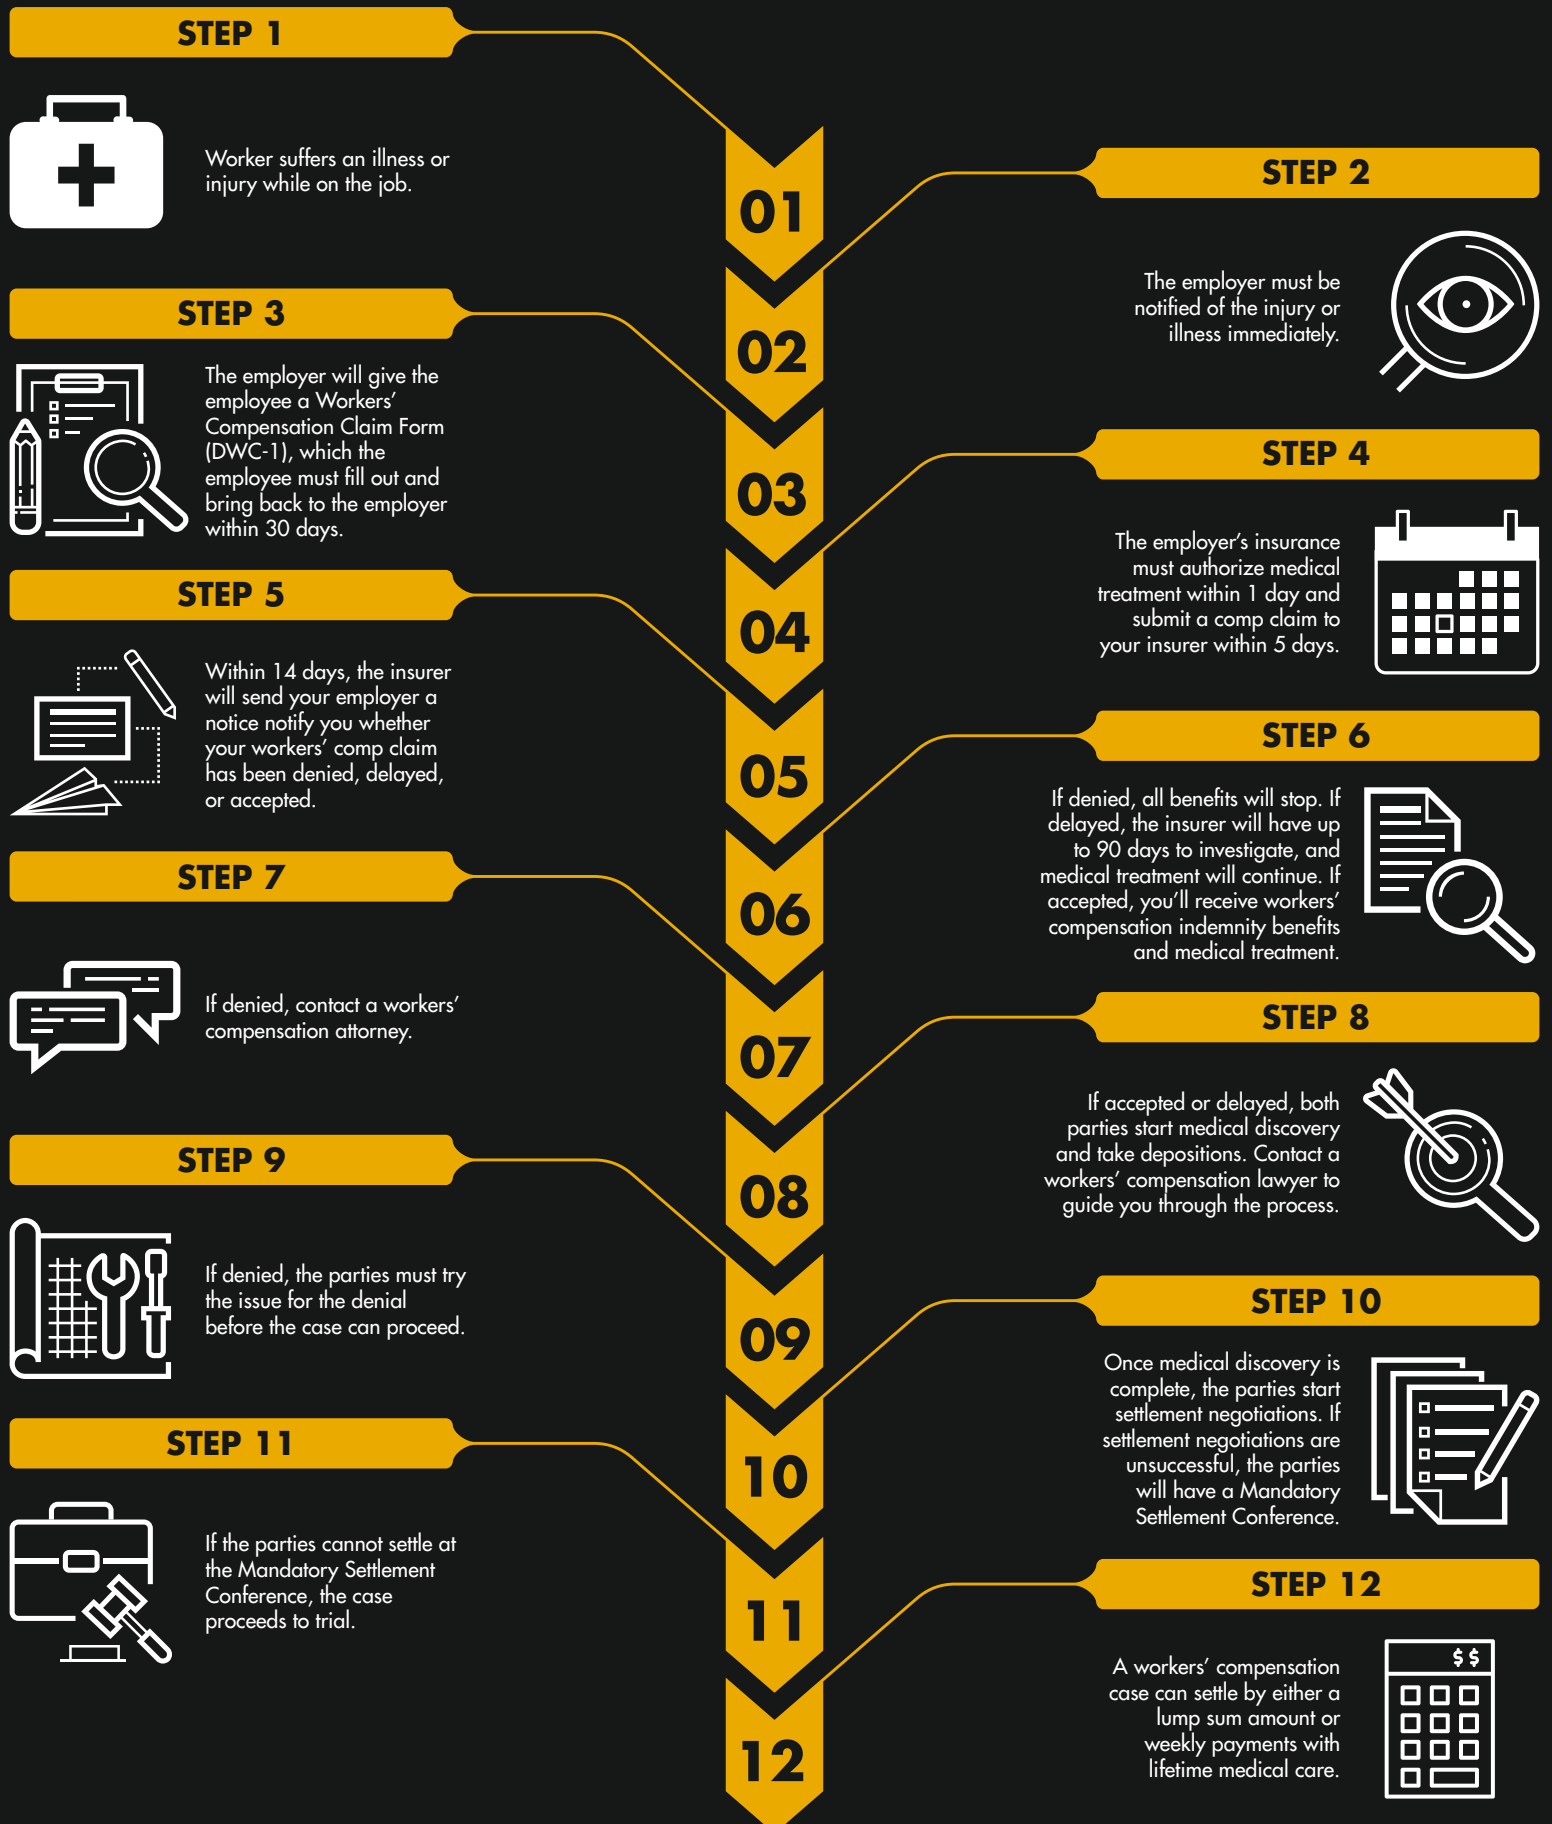 STEP 1
Worker suffers an illness or
injury while on the job.
01
STEP 2
The employer must be
notified of the injury or
illness immediately.
02
STEP 3
The employer will give the
employee a Workers’
Compensation Claim Form
(DWC-1), which the
employee must fill out and
bring back to the employer
within 30 days.
03
STEP 4
The employer’s insurance
must authorize medical
treatment within 1 day and
submit a comp claim to
your insurer within 5 days.
04
STEP 5
Within 14 days, the insurer
will send your employer a
notice notify you whether
your workers’ comp claim
has been denied, delayed,
or accepted.
05
STEP 6
If denied, all benefits will stop. If
delayed, the insurer will have up
to 90 days to investigate, and
medical treatment will continue. If
accepted, you’ll receive workers’
compensation indemnity benefits
and medical treatment.
06
STEP 7
If denied, contact a workers’
compensation attorney.
07
STEP 8
If accepted or delayed, both
parties start medical discovery
and take depositions. Contact a
workers’ compensation lawyer to
guide you through the process.
08
STEP 9
If denied, the parties must try
the issue for the denial
before the case can proceed.
09
STEP 10
Once medical discovery is
complete, the parties start
settlement negotiations. If
settlement negotiations are
unsuccessful, the parties
will have a Mandatory
Settlement Conference.
10
STEP 11
If the parties cannot settle at
the Mandatory Settlement
Conference, the case
proceeds to trial.
11
STEP 12
$$
A workers’ compensation
case can settle by either a
lump sum amount or
weekly payments with
lifetime medical care.
12